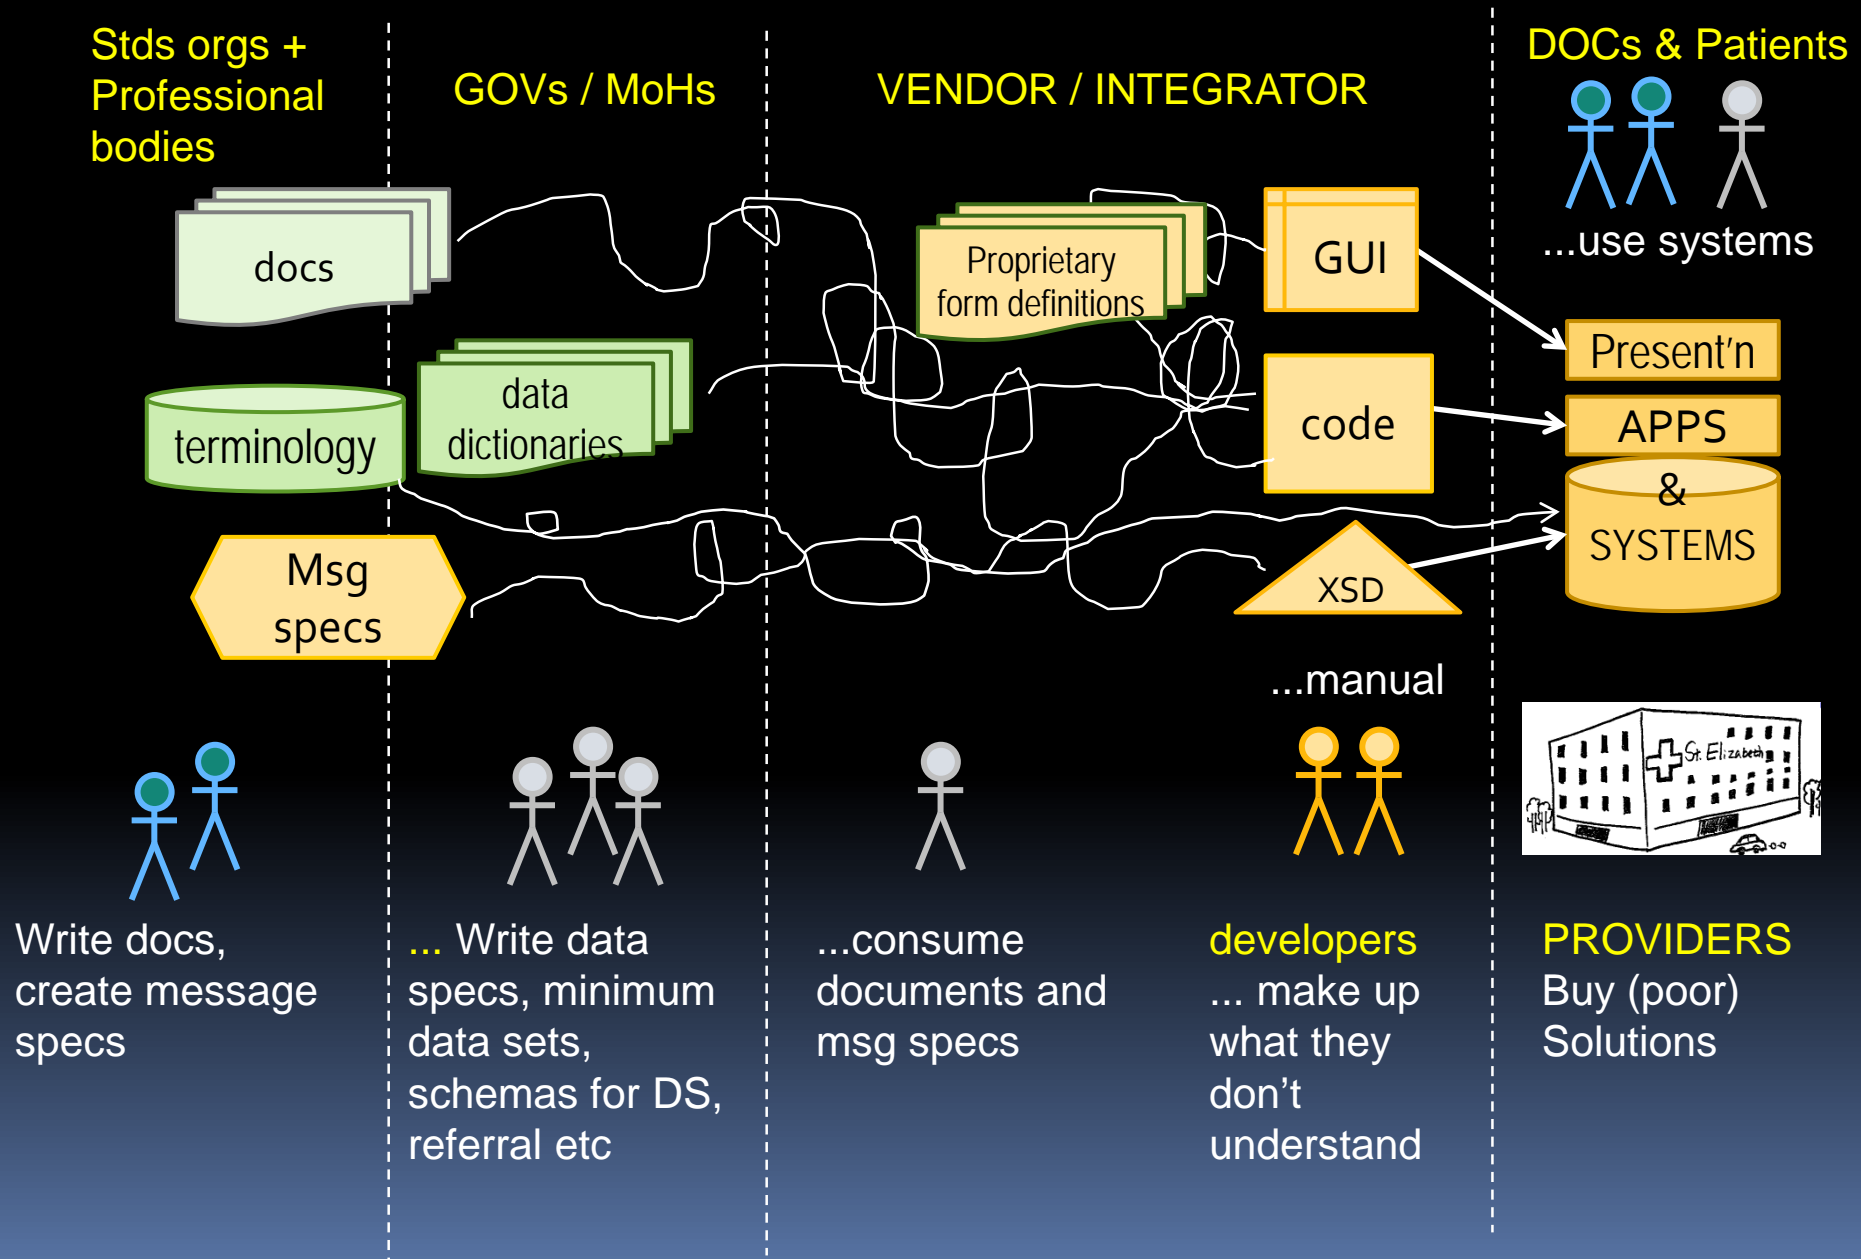 Stds orgs +
Professional
bodies
GOVs / MoHs
VENDOR / INTEGRATOR
DOCs & Patients
...use systems
docs
Proprietary
form definitions
GUI
Present’n
data
dictionaries
terminology
code
APPS
&
SYSTEMS
Msg
specs
XSD
...manual
St. Elizabeth
Write docs,
create message
specs
... Write data
specs, minimum
data sets,
schemas for DS,
referral etc
...consume
documents and
msg specs
developers
... make up
what they
don’t
understand
PROVIDERS
Buy (poor)
Solutions